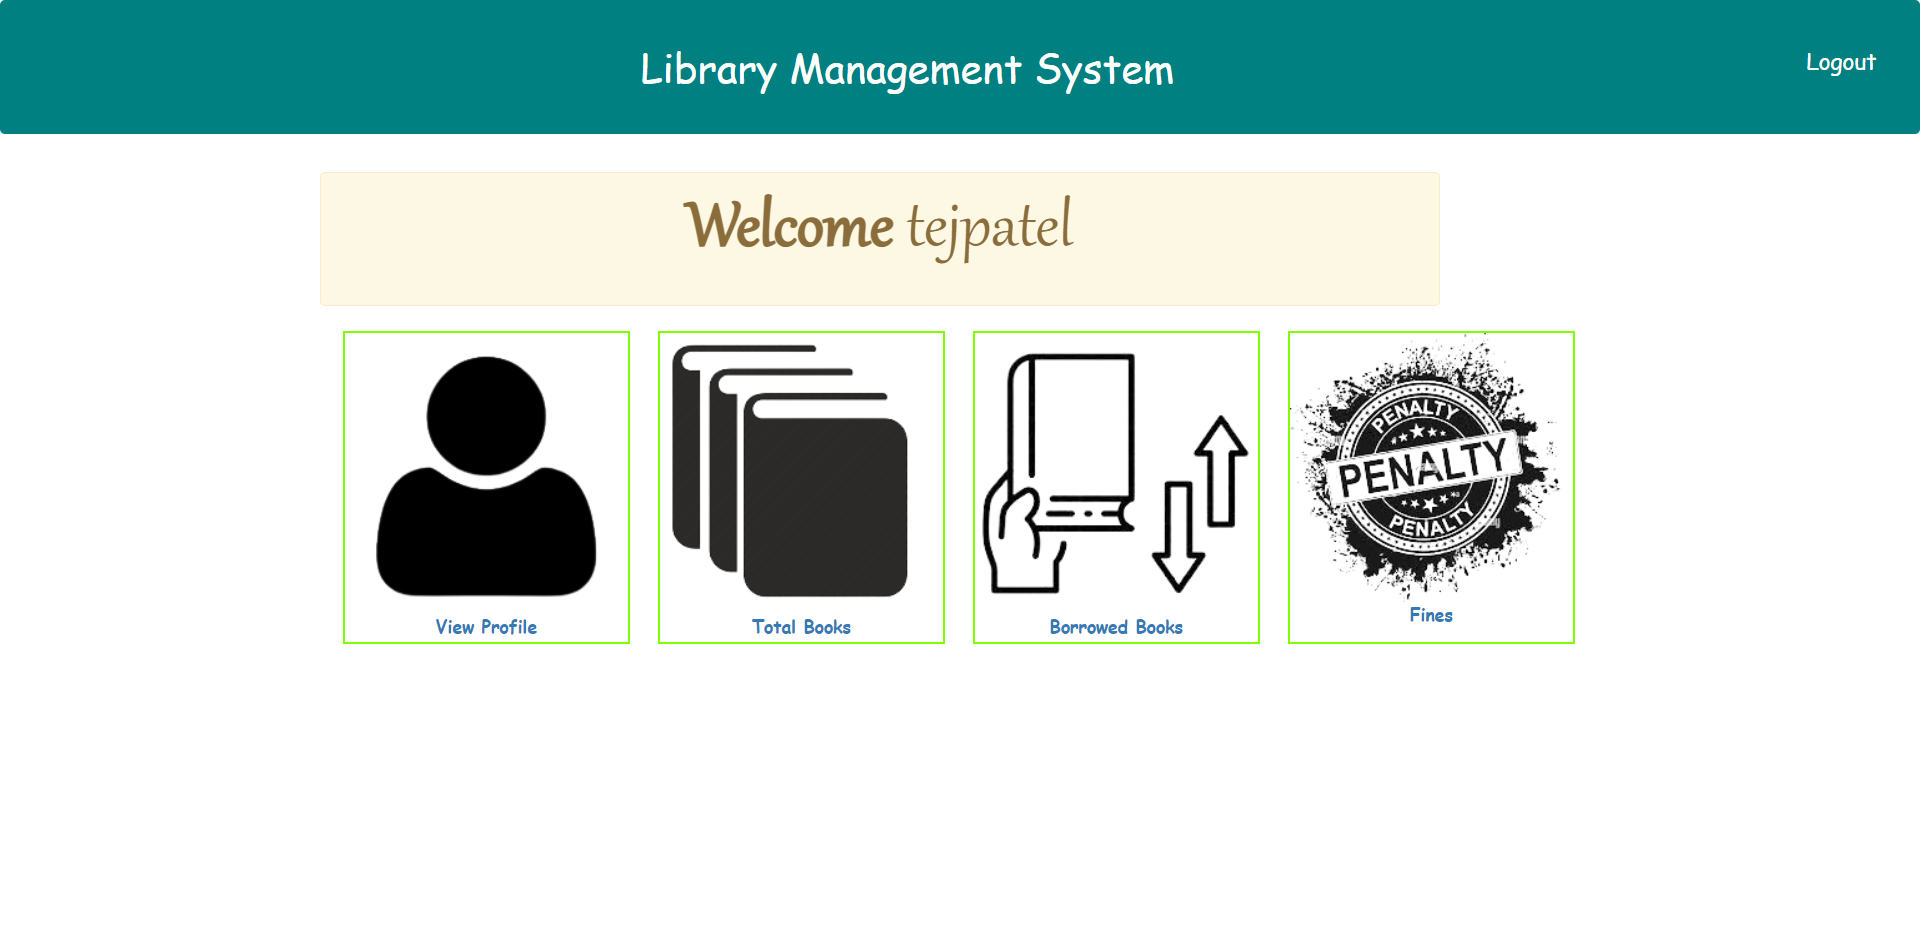 Library Management System
Logout
Welcome tejpatel
PENALTY
PENALTY
PENALTY
View Profile
Total Books
Borrowed Books
Fines